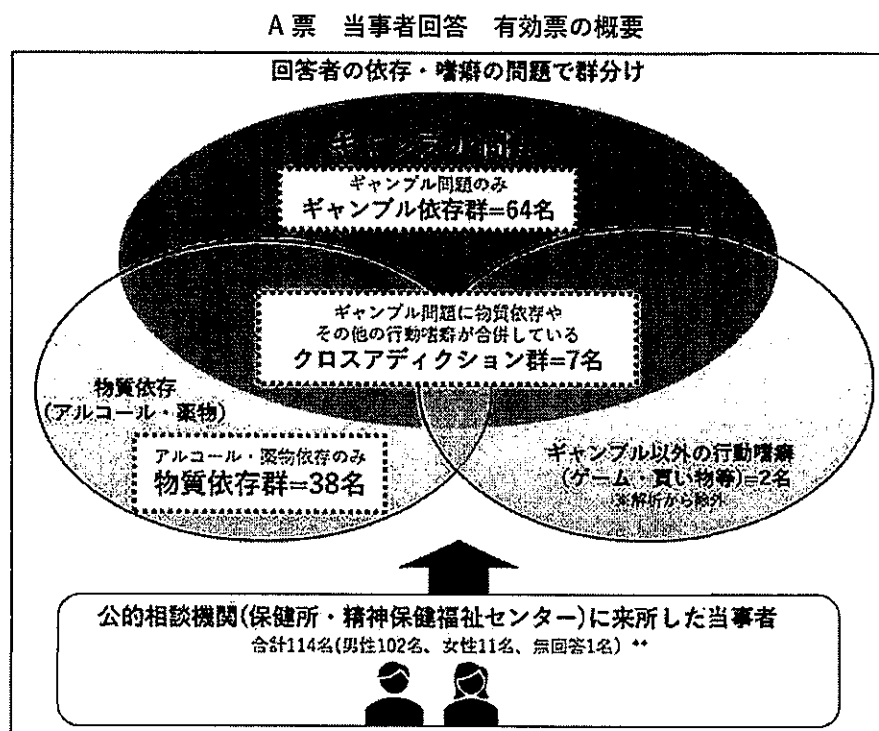 A票 当事者回答 有効票の概要
回答者の依存・嗜癖の問題で群分け
ギャンブル問題のみ
ギャンブル依存群=64名
ギャンブル問題に物質依存や
その他の行動嗜癖が合併している
クロスアディクション群=7名
物質依存
(アルコール・薬物)
アルコール・薬物依存のみ
物質依存群=38名
ギャンブル以外の行動嗜癖
(ゲーム・買い物等)=2名
※解析から除外
公的相談機関(保健所・精神保健福祉センター)に来所した当事者
合計114名(男性102名、女性11名、無回答1名) **